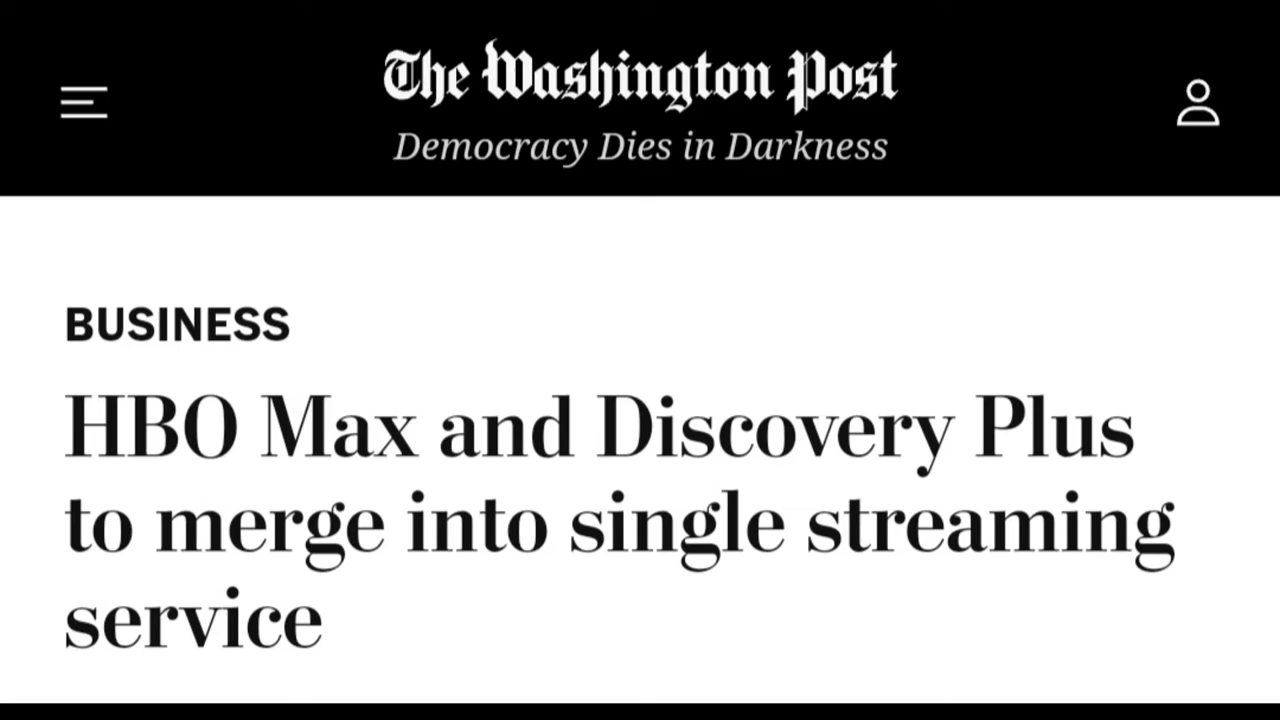 The Washington Post
Democracy Dies in Darkness
BUSINESS
HBO Max and Discovery Plus
to merge into single streaming
service